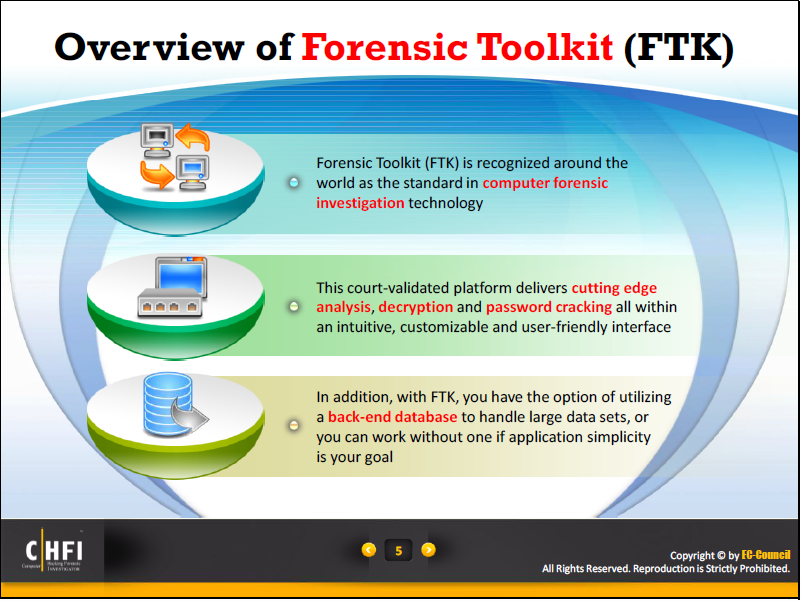 Overview of Forensic Toolkit (FTK)
Forensic Toolkit (FTK) is recognized around the
world as the standard in computer forensic
investigation technology
This court-validated platform delivers cutting edge
analysis, decryption and password cracking all within
an intuitive, customizable and user-friendly interface
In addition, with FTK, you have the option of utilizing
a back-end database to handle large data sets, or
you can work without one if application simplicity
is your goal
CHFI
Computer Hacking Forensic
INVESTIGATOR
5
Copyright © by EC-Council
All Rights Reserved. Reproduction is Strictly Prohibited.